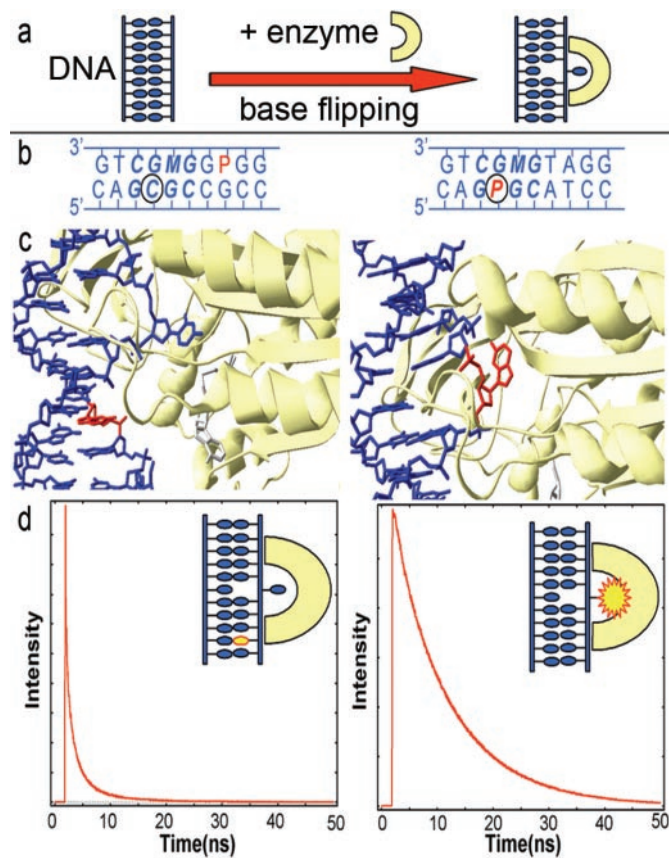 a
DNA
+ enzyme
base flipping
b
3'
GTCGMGGPGG
CAGCGCCGCC
5'
3'
GTCGMGTAGG
CAGPGCATCC
5'
c
d
Intensity
0 10 20 30 40 50
Time(ns)
Intensity
0 10 20 30 40 50
Time(ns)